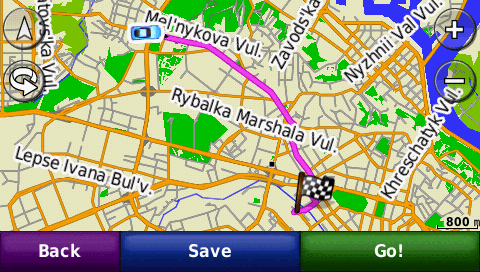 Mel'nykova Vul.
Zavods'ka
Nyzhnii Val Vul.
Rybalka Marshala Vul.
Khreschatyk Vul.
Lepse Ivana Bul'v.
800 m
Back
Save
Go!